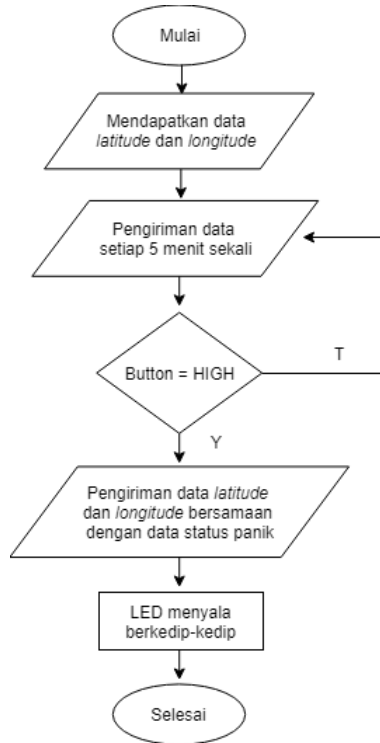 Mulai
Mendapatkan data
latitude dan longitude
Pengiriman data
setiap 5 menit sekali
Button = HIGH
T
Y
Pengiriman data latitude
dan longitude bersamaan
dengan data status panik
LED menyala
berkedip-kedip
Selesai